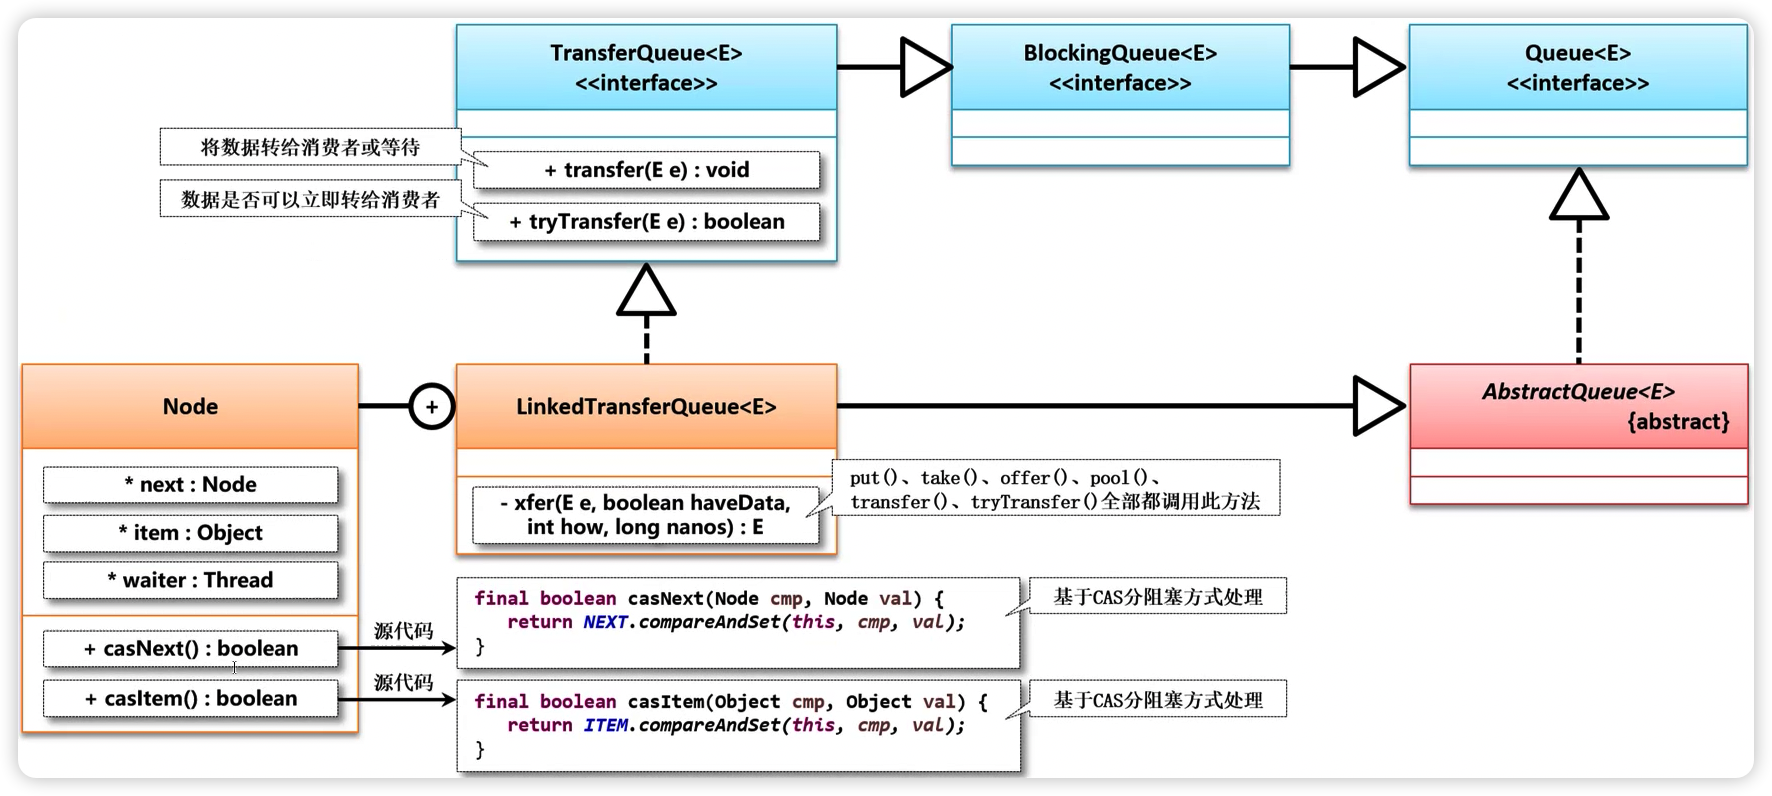 TransferQueue<E>
<<interface>>
BlockingQueue<E>
<<interface>>
Queue<E>
<<interface>>
将数据转给消费者或等待
+ transfer(E e) : void
数据是否可以立即转给消费者
+ tryTransfer(E e) : boolean
Node
+
LinkedTransferQueue<E>
AbstractQueue<E>
{abstract}
* next : Node
* item : Object
* waiter : Thread
+ casNext() : boolean
+ casItem() : boolean
- xfer(E e, boolean haveData,
int how, long nanos) : E
put()、take()、offer()、pool()、
transfer()、tryTransfer()全部都调用此方法
源代码
final boolean casNext(Node cmp, Node val) {
return NEXT.compareAndSet(this, cmp, val);
}
基于CAS分阻塞方式处理
源代码
final boolean casItem(Object cmp, Object val) {
return ITEM.compareAndSet(this, cmp, val);
}
基于CAS分阻塞方式处理